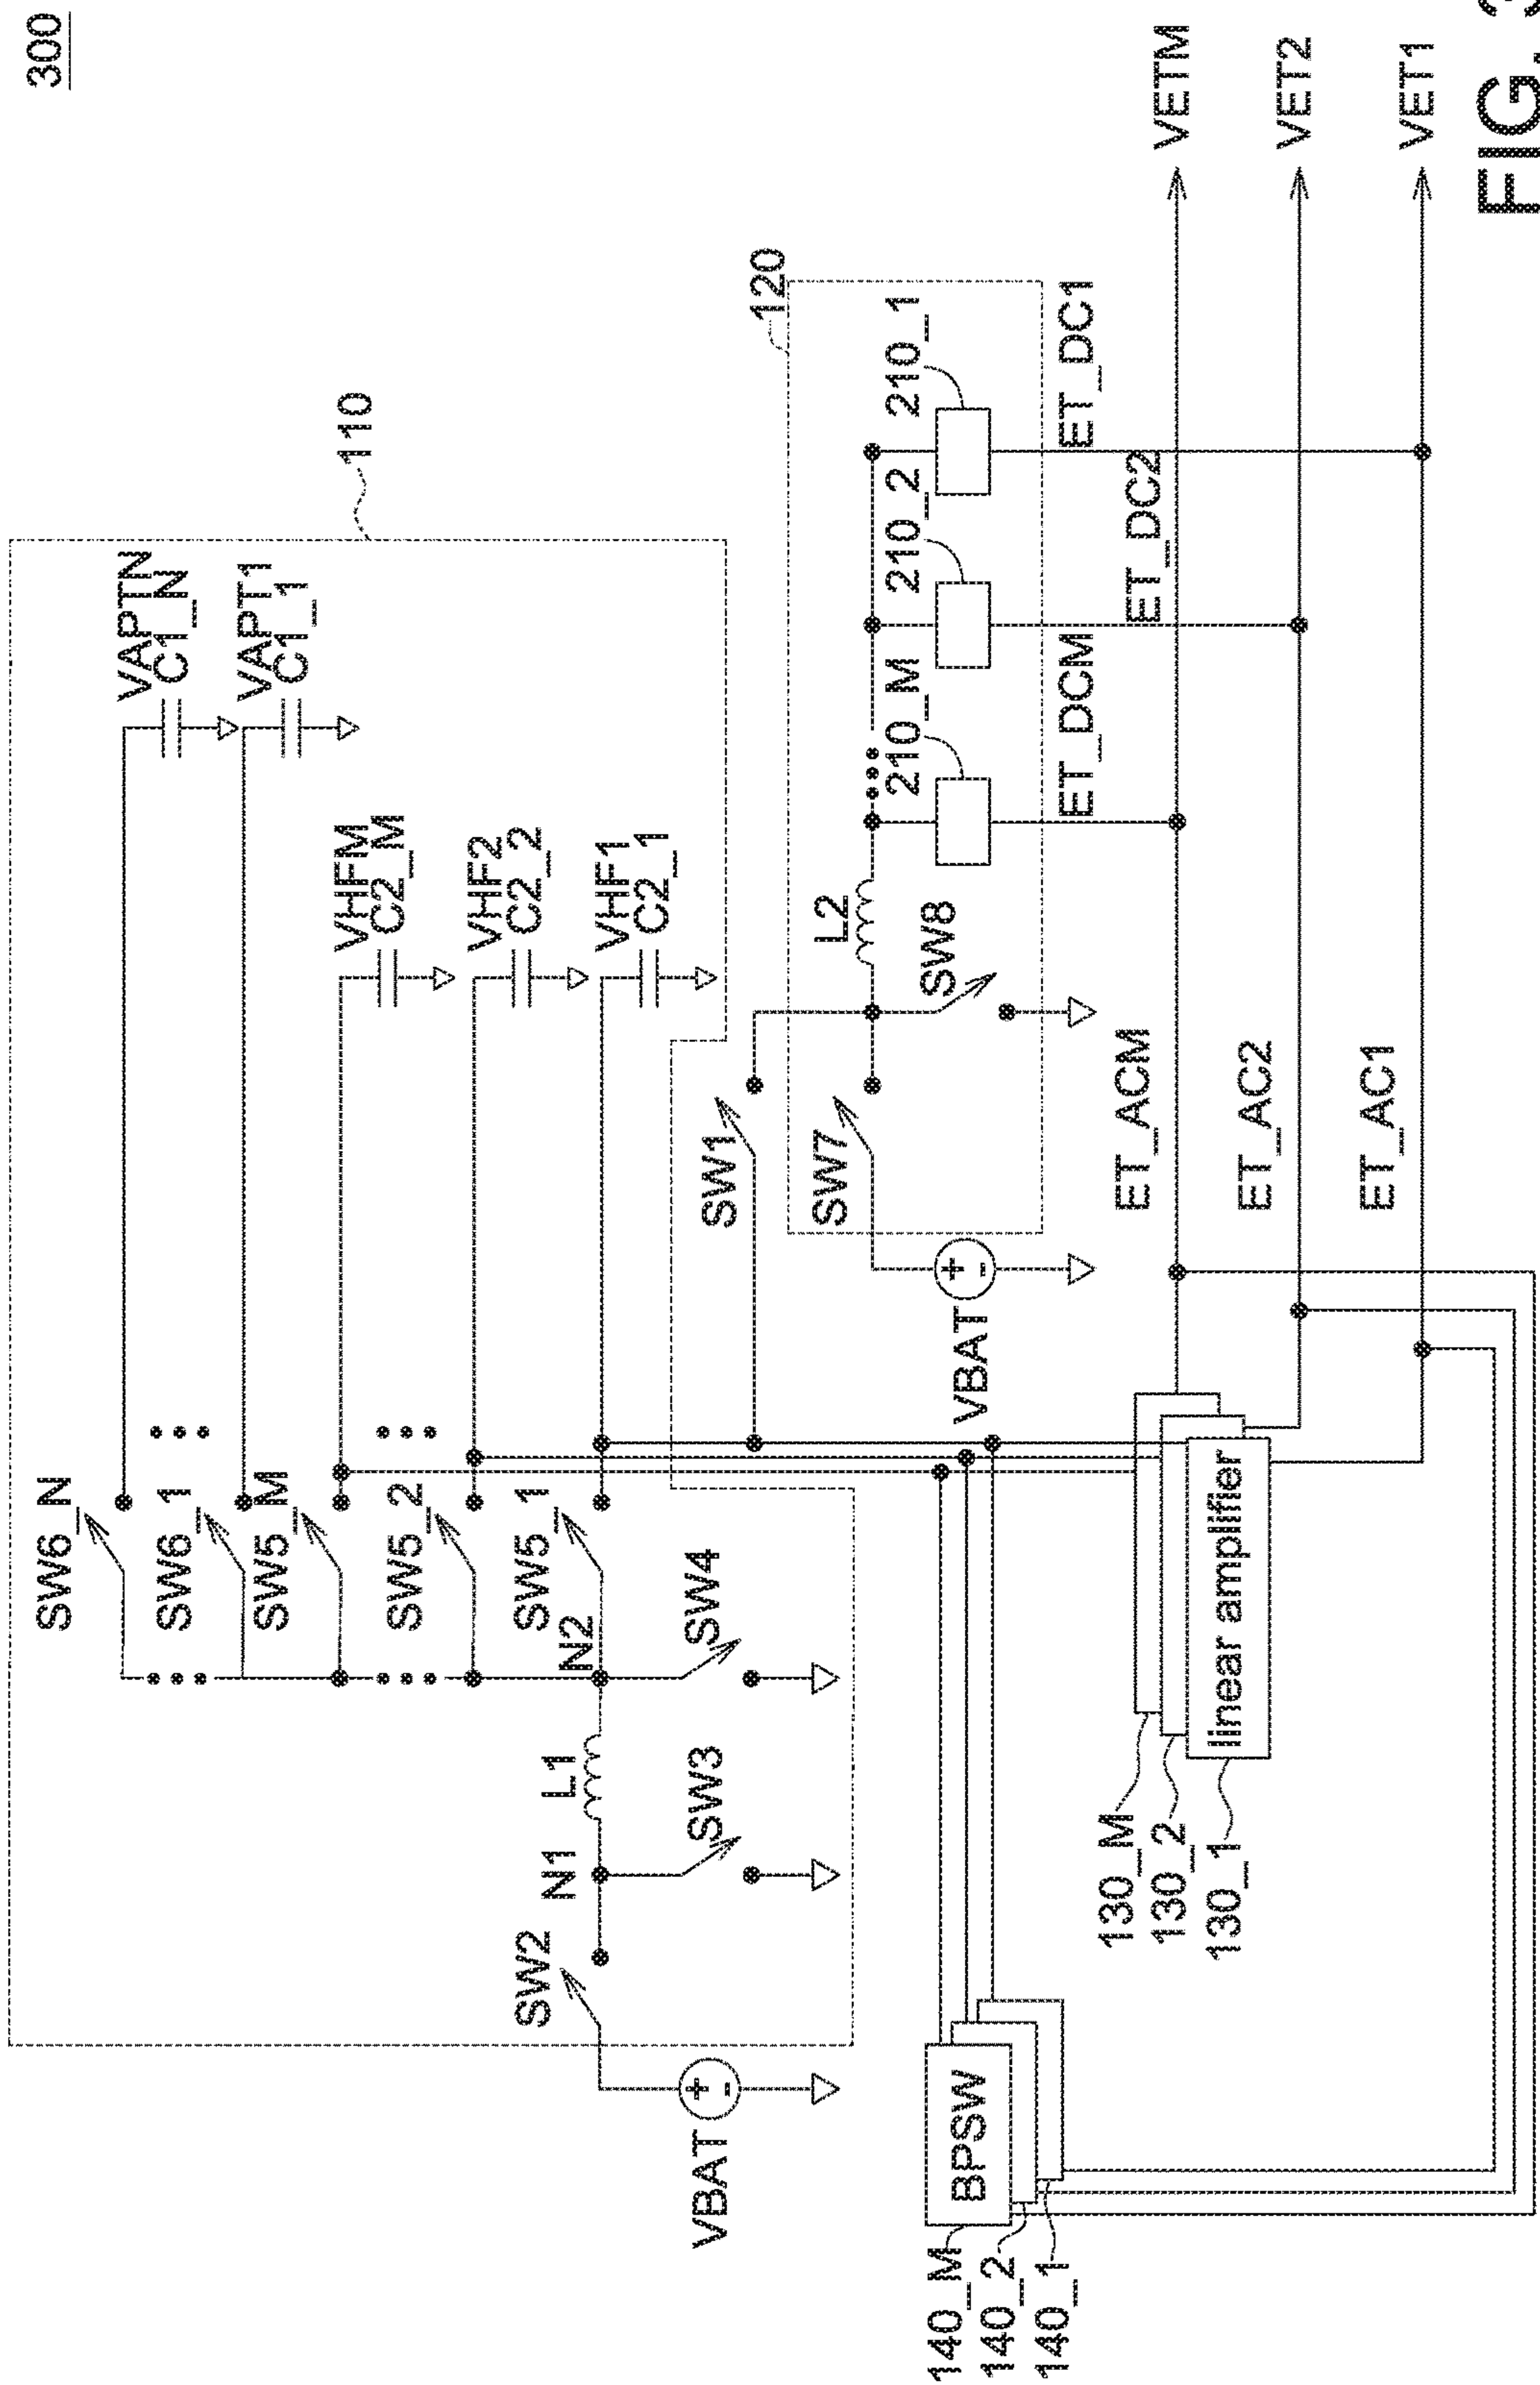 300
SW6_N
VAPTN
C1_N
SW6_1
VAPT1
C1_1
110
SW5_M
VHFM
C2_M
SW5_2
VHF2
C2_2
SW5_1
VHF1
C2_1
SW2
N1
L1
N2
SW3
SW4
VBAT
SW1
120
SW7
L2
SW8
210_M
210_2
210_1
VBAT
ET_DCM
ET_DC2
ET_DC1
140_M
140_2
140_1
BPSW
130_M
130_2
130_1
linear amplifier
ET_ACM
VETM
ET_AC2
VET2
ET_AC1
VET1
FIG. 3